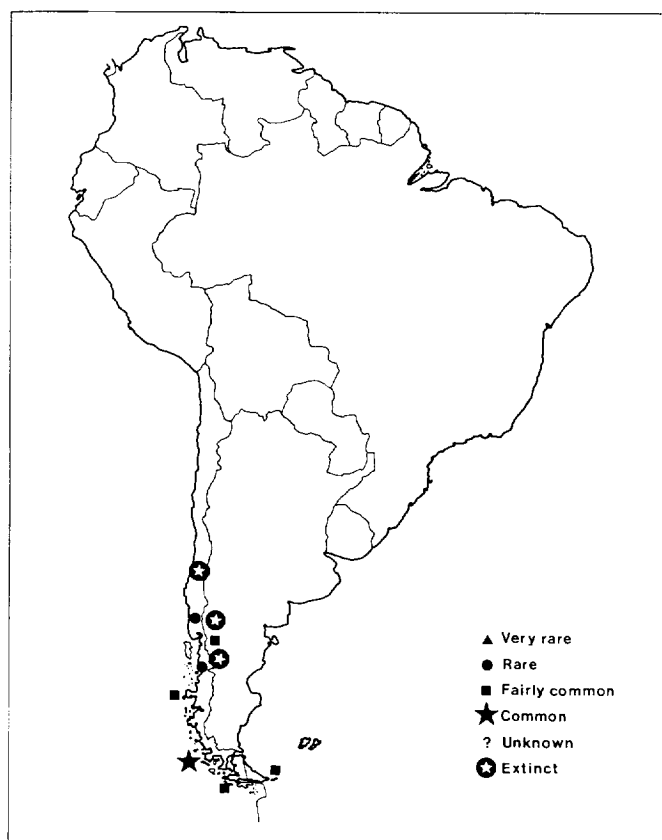 Very rare
Rare
Fairly common
Common
? Unknown
Extinct